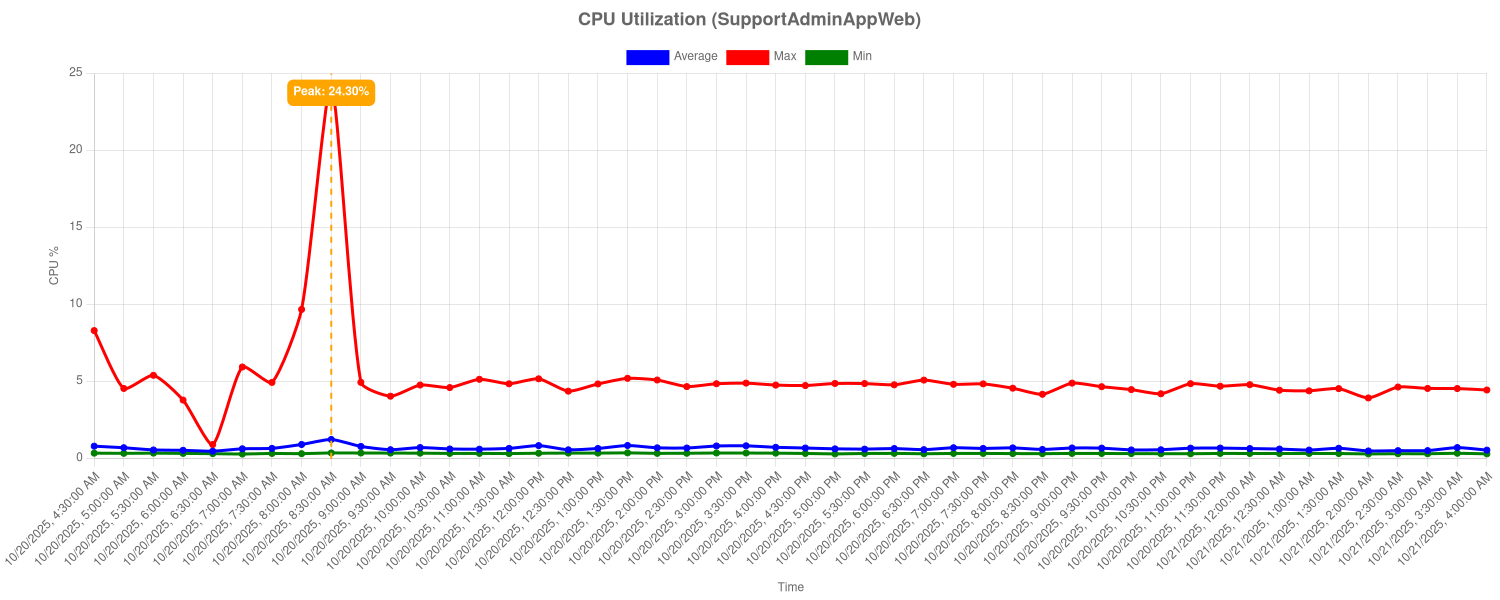 CPU Utilization (SupportAdminAppWeb)
Average Max Min
Peak: 24.30%
25
20
15
10
5
0
CPU %
10/20/2025, 4:30:00 AM
10/20/2025, 5:00:00 AM
10/20/2025, 5:30:00 AM
10/20/2025, 6:00:00 AM
10/20/2025, 6:30:00 AM
10/20/2025, 7:00:00 AM
10/20/2025, 7:30:00 AM
10/20/2025, 8:00:00 AM
10/20/2025, 8:30:00 AM
10/20/2025, 9:00:00 AM
10/20/2025, 9:30:00 AM
10/20/2025, 10:00:00 AM
10/20/2025, 10:30:00 AM
10/20/2025, 11:00:00 AM
10/20/2025, 11:30:00 AM
10/20/2025, 12:00:00 PM
10/20/2025, 12:30:00 PM
10/20/2025, 1:00:00 PM
10/20/2025, 1:30:00 PM
10/20/2025, 2:00:00 PM
10/20/2025, 2:30:00 PM
10/20/2025, 3:00:00 PM
10/20/2025, 3:30:00 PM
10/20/2025, 4:00:00 PM
10/20/2025, 4:30:00 PM
10/20/2025, 5:00:00 PM
10/20/2025, 5:30:00 PM
10/20/2025, 6:00:00 PM
10/20/2025, 6:30:00 PM
10/20/2025, 7:00:00 PM
10/20/2025, 7:30:00 PM
10/20/2025, 8:00:00 PM
10/20/2025, 8:30:00 PM
10/20/2025, 9:00:00 PM
10/20/2025, 9:30:00 PM
10/20/2025, 10:00:00 PM
10/20/2025, 10:30:00 PM
10/20/2025, 11:00:00 PM
10/20/2025, 11:30:00 PM
10/21/2025, 12:00:00 AM
10/21/2025, 12:30:00 AM
10/21/2025, 1:00:00 AM
10/21/2025, 1:30:00 AM
10/21/2025, 2:00:00 AM
10/21/2025, 2:30:00 AM
10/21/2025, 3:00:00 AM
10/21/2025, 3:30:00 AM
10/21/2025, 4:00:00 AM
Time